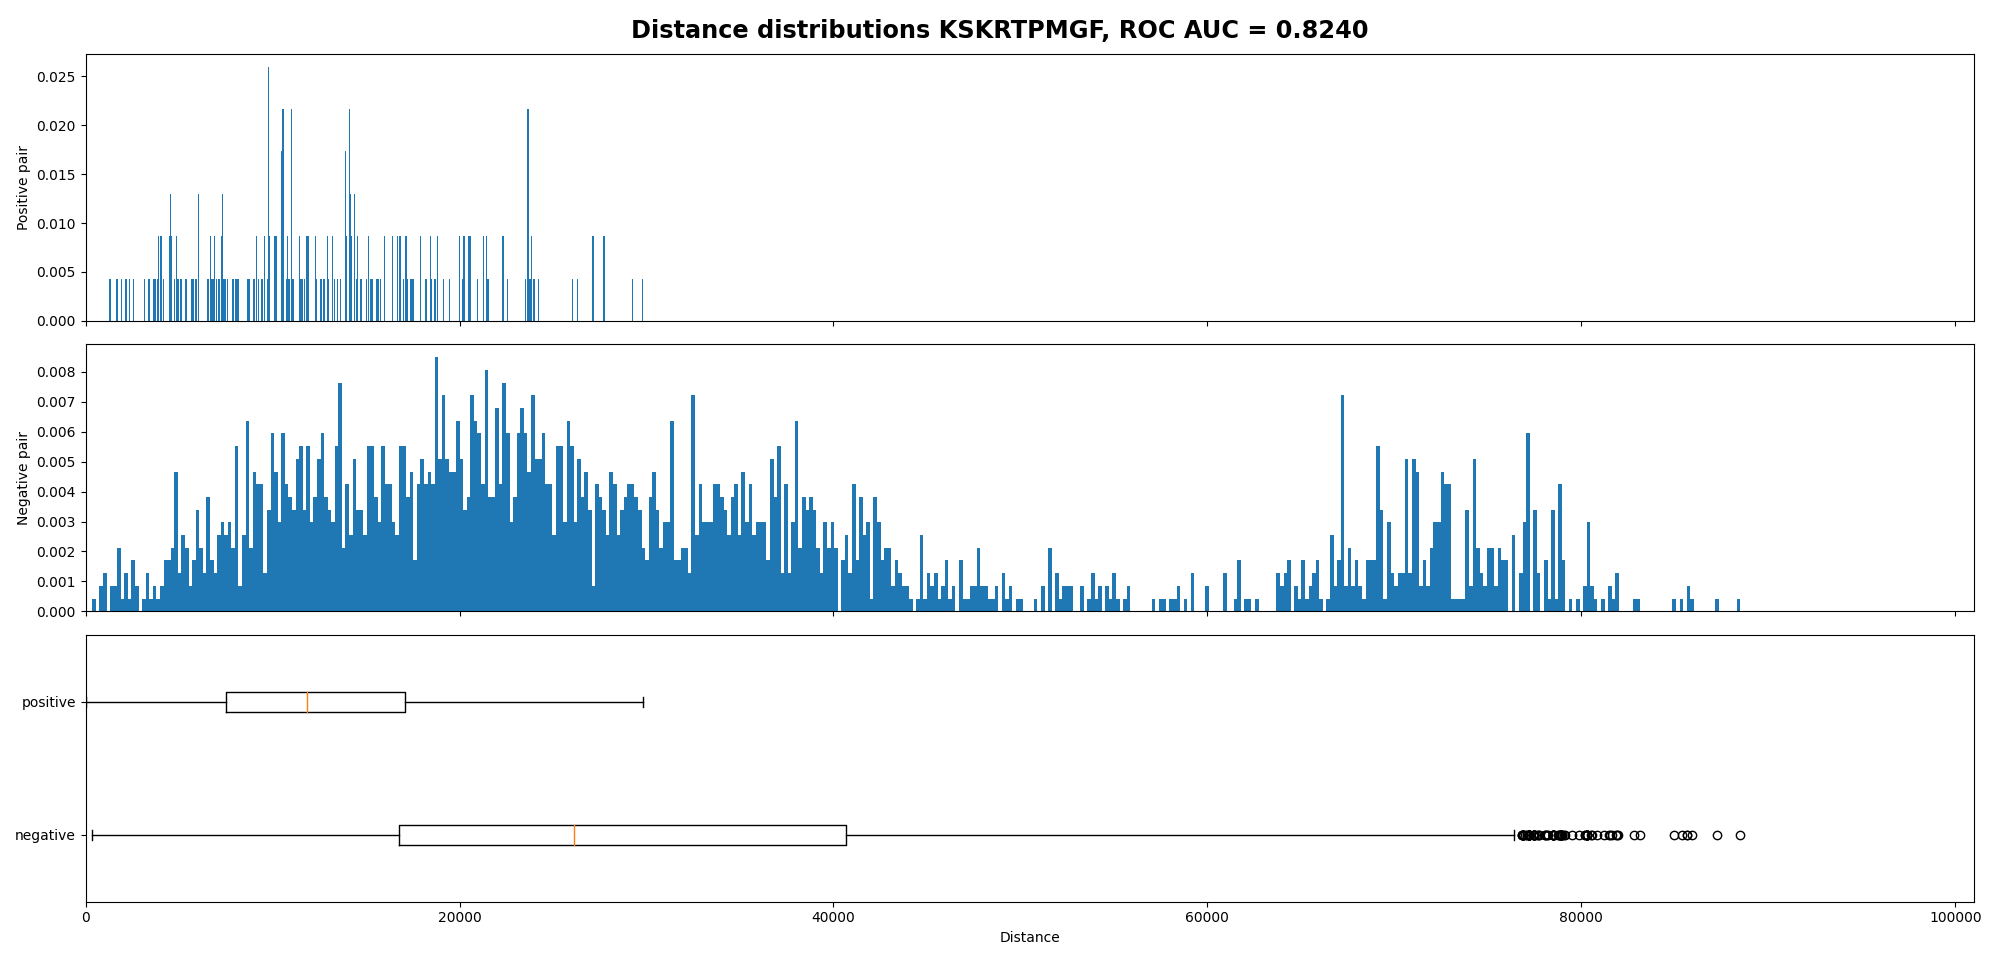 Distance distributions KSKRTPMGF, ROC AUC = 0.8240
0.025
0.020
0.015
0.010
0.005
0.000
Positive pair
0.008
0.007
0.006
0.005
0.004
0.003
0.002
0.001
0.000
Negative pair
positive
negative
0 20000 40000 60000 80000 100000
Distance